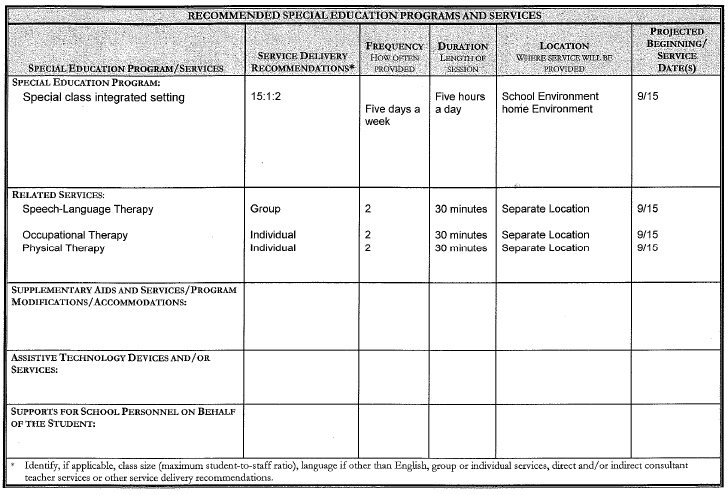 RECOMMENDED SPECIAL EDUCATION PROGRAMS AND SERVICES
SPECIAL EDUCATION PROGRAM/SERVICES
SERVICE DELIVERY
RECOMMENDATIONS*
FREQUENCY
HOW OFTEN
PROVIDED
DURATION
LENGTH OF
SESSION
LOCATION
WHERE SERVICE WILL BE
PROVIDED
PROJECTED
BEGINNING/
SERVICE
DATE(S)
SPECIAL EDUCATION PROGRAM:
Special class integrated setting
15:1:2
Five days a
week
Five hours
a day
School Environment
home Environment
9/15
RELATED SERVICES:
Speech-Language Therapy Group 2 30 minutes Separate Location 9/15
Occupational Therapy Individual 2 30 minutes Separate Location 9/15
Physical Therapy Individual 2 30 minutes Separate Location 9/15
SUPPLEMENTARY AIDS AND SERVICES/PROGRAM
MODIFICATIONS/ACCOMMODATIONS:
ASSISTIVE TECHNOLOGY DEVICES AND/OR
SERVICES:
SUPPORTS FOR SCHOOL PERSONNEL ON BEHALF
OF THE STUDENT:
* Identify, if applicable, class size (maximum student-to-staff ratio), language if other than English, group or individual services, direct and/or indirect consultant
teacher services or other service delivery recommendations.